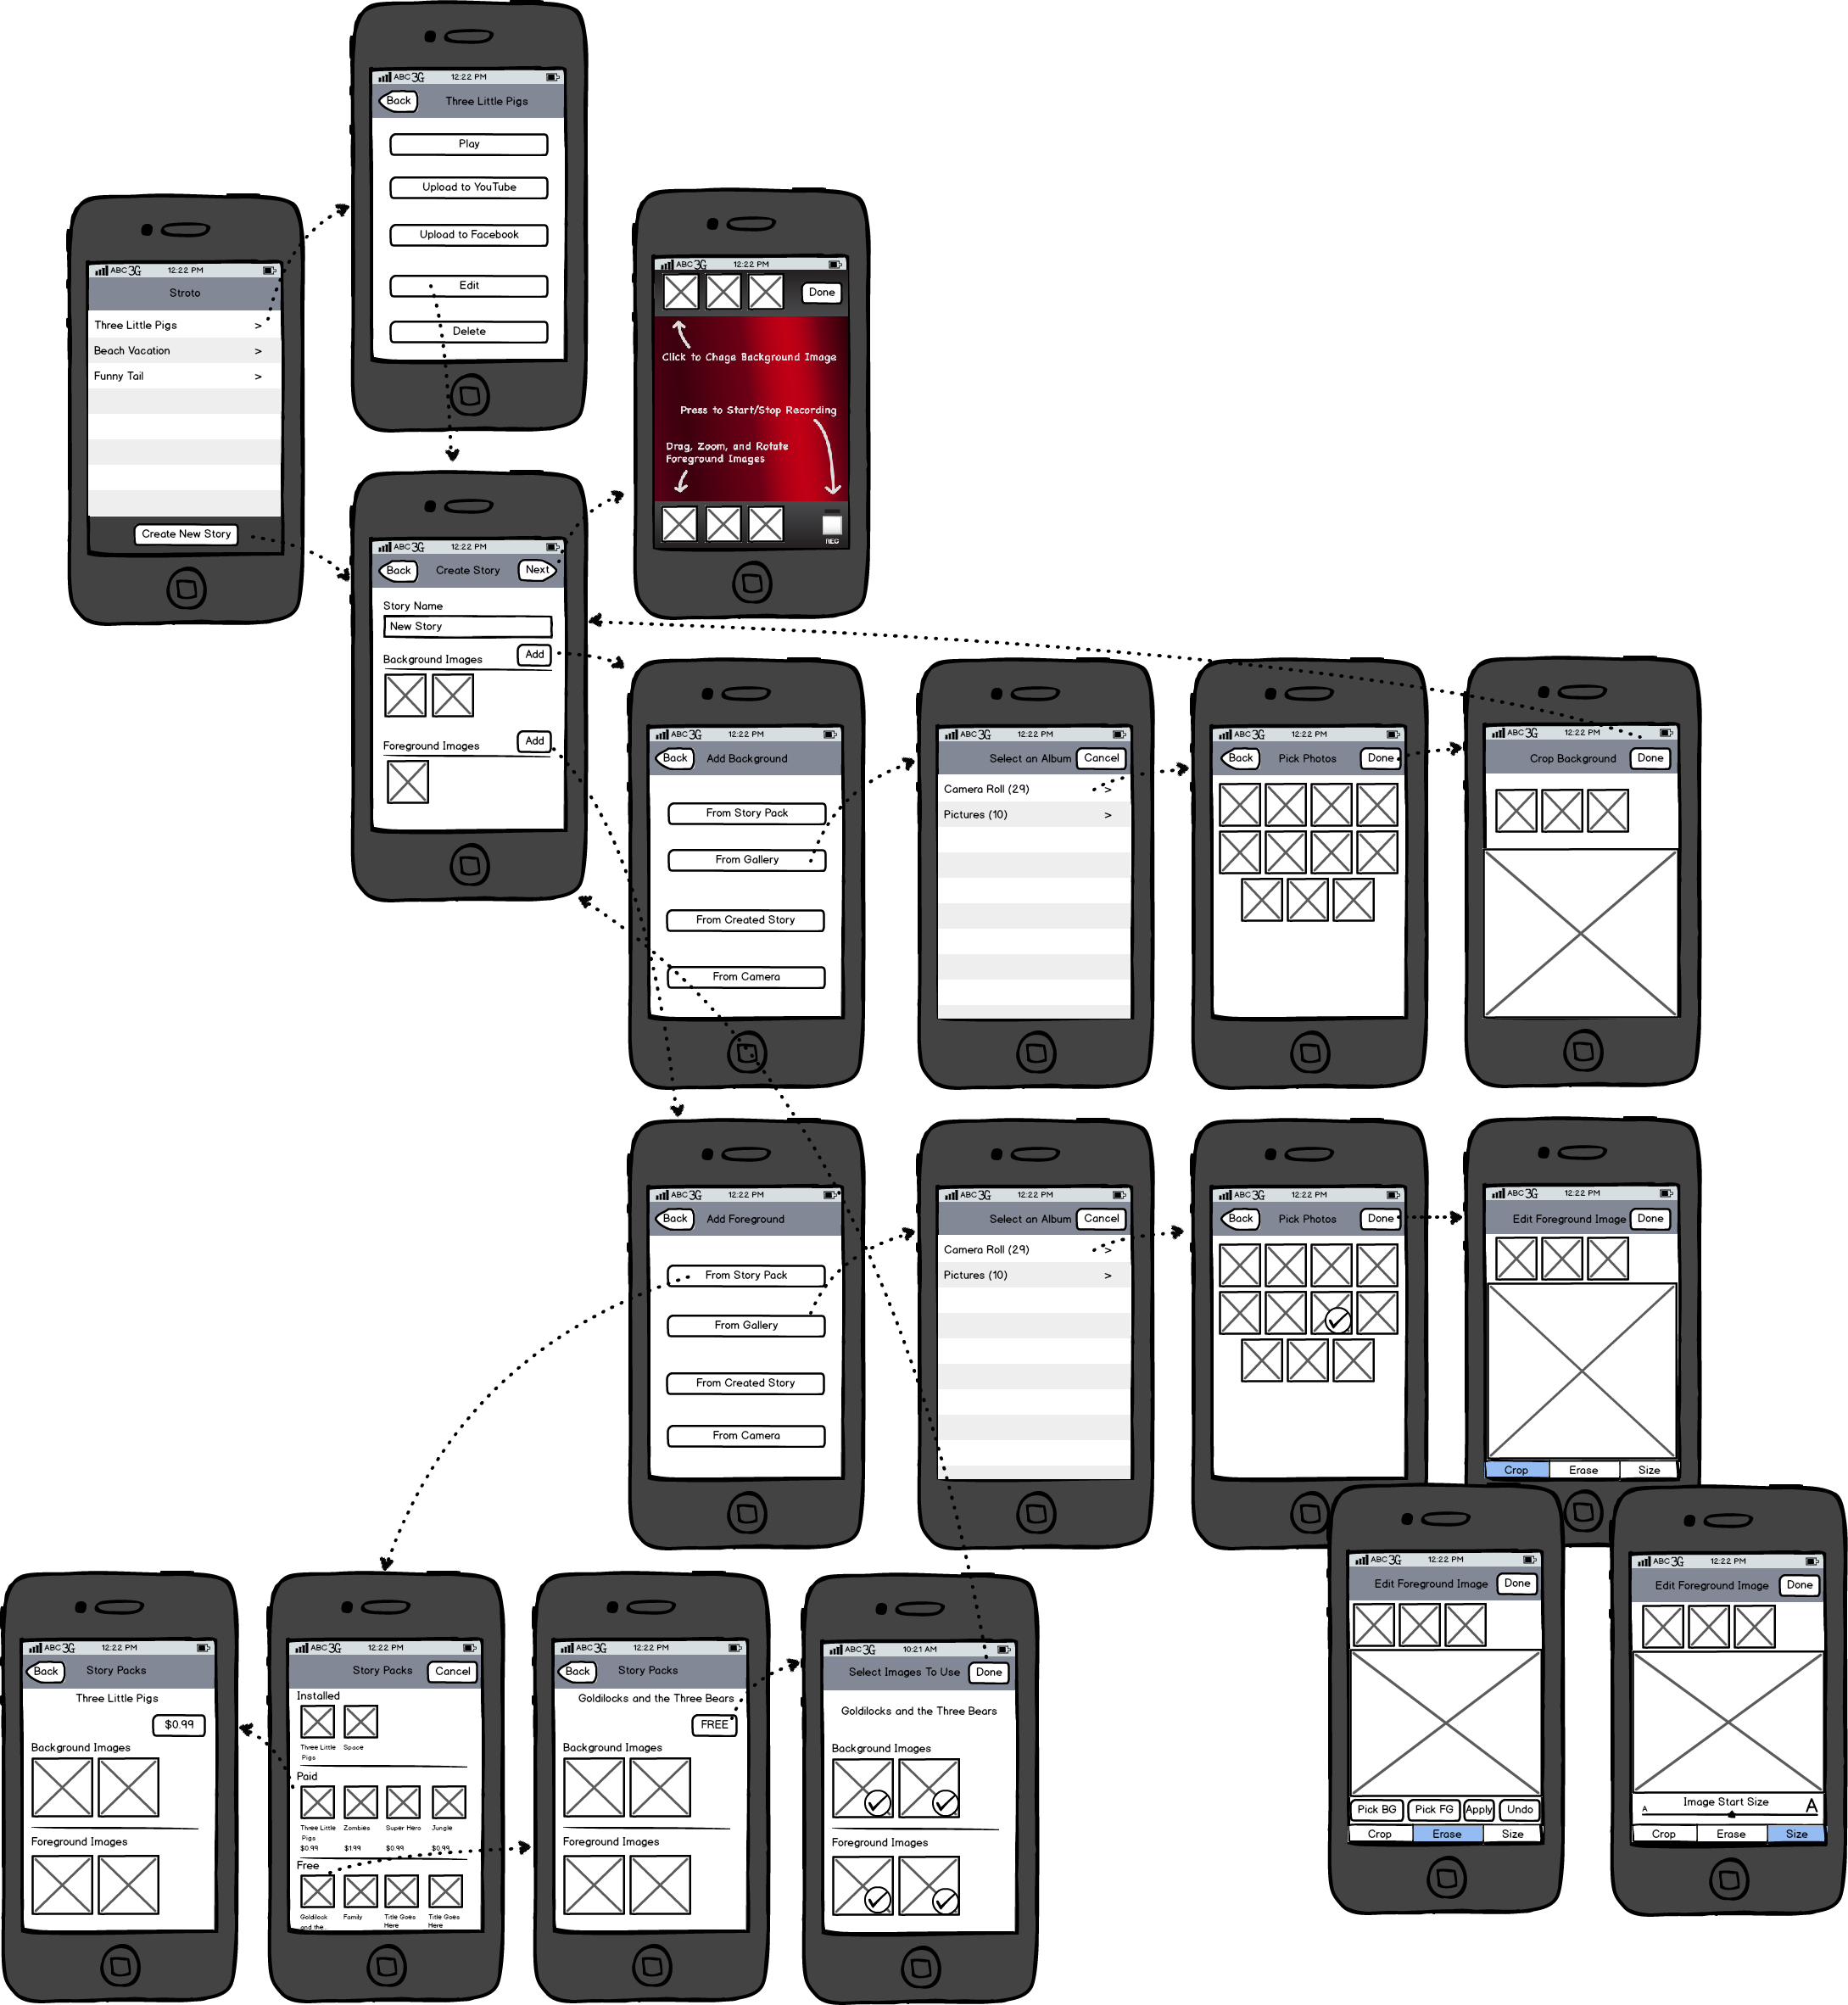 ABC 3G 12:22 PM
Back Three Little Pigs
Play
Upload to YouTube
Upload to Facebook
Edit
Delete
ABC 3G 12:22 PM
Stroto
Three Little Pigs >
Beach Vacation >
Funny Tail >
Create New Story
ABC 3G 12:22 PM
Done
Click to Chage Background Image
Press to Start/Stop Recording
Drag, Zoom, and Rotate
Foreground Images
REC
ABC 3G 12:22 PM
Back Create Story Next
Story Name
New Story
Background Images Add
Foreground Images Add
ABC 3G 12:22 PM
Back Add Background
From Story Pack
From Gallery
From Created Story
From Camera
ABC 3G 12:22 PM
Select an Album Cancel
Camera Roll (29) >
Pictures (10) >
ABC 3G 12:22 PM
Back Pick Photos Done
ABC 3G 12:22 PM
Crop Background Done
ABC 3G 12:22 PM
Back Add Foreground
From Story Pack
From Gallery
From Created Story
From Camera
ABC 3G 12:22 PM
Select an Album Cancel
Camera Roll (29) >
Pictures (10) >
ABC 3G 12:22 PM
Back Pick Photos Done
ABC 3G 12:22 PM
Edit Foreground Image Done
Crop Erase Size
ABC 3G 12:22 PM
Edit Foreground Image Done
Pick BG Pick FG Apply Undo
Crop Erase Size
ABC 3G 12:22 PM
Edit Foreground Image Done
Image Start Size
A A
Crop Erase Size
ABC 3G 12:22 PM
Back Story Packs
Three Little Pigs
$0.99
Background Images
Foreground Images
ABC 3G 12:22 PM
Story Packs Cancel
Installed
Three Little Space
Pigs
Paid
Three Little Zombies Super Hero Jungle
Pigs
$0.99 $1.99 $0.99 $0.99
Free
Goldilock Family Title Goes Title Goes
and the Here Here
ABC 3G 12:22 PM
Back Story Packs
Goldilocks and the Three Bears
FREE
Background Images
Foreground Images
ABC 3G 10:21 AM
Select Images To Use Done
Goldilocks and the Three Bears
Background Images
Foreground Images